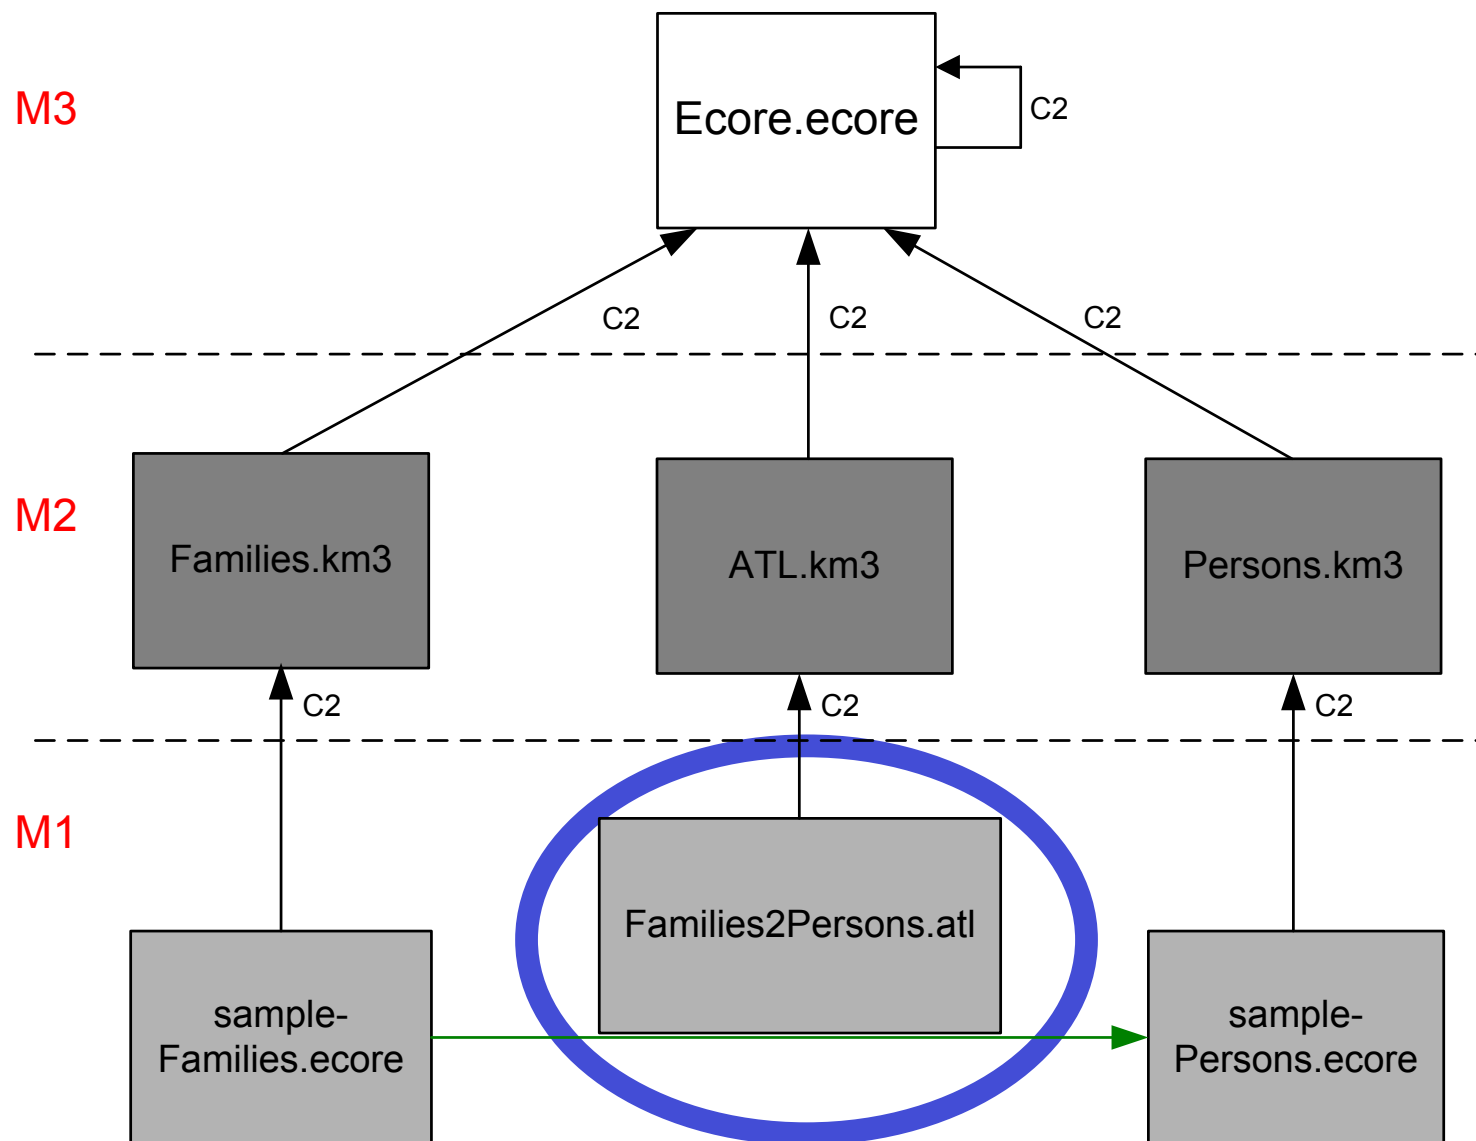 M3
Ecore.ecore
C2
C2
C2
C2
M2
Families.km3
ATL.km3
Persons.km3
C2
C2
C2
M1
Families2Persons.atl
sample-
Families.ecore
sample-
Persons.ecore